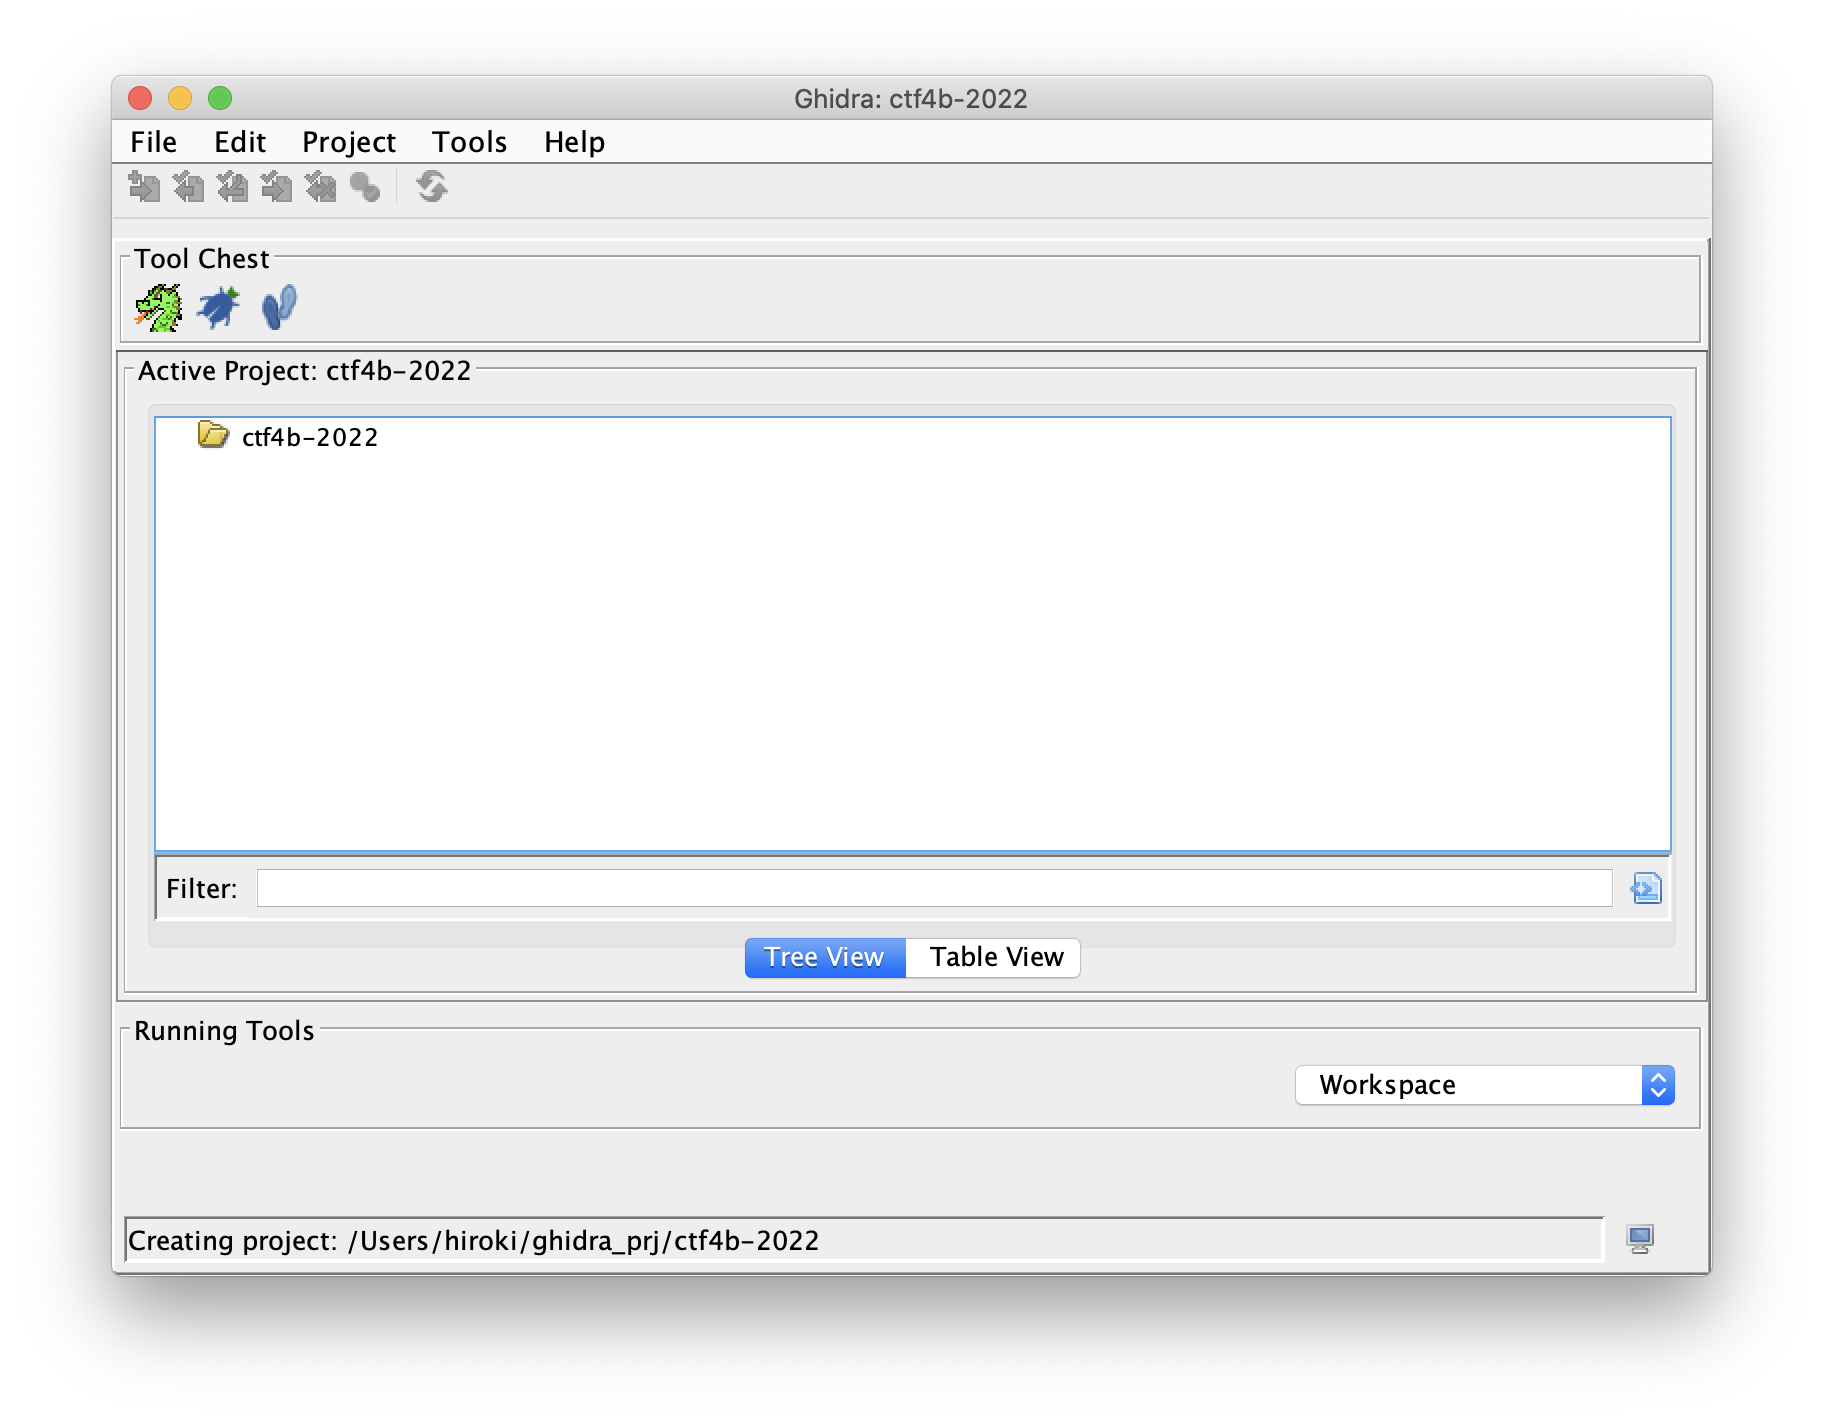 Ghidra: ctf4b-2022
File Edit Project Tools Help
Tool Chest
Active Project: ctf4b-2022
ctf4b-2022
Filter:
Tree View Table View
Running Tools
Workspace
Creating project: /Users/hiroki/ghidra_prj/ctf4b-2022